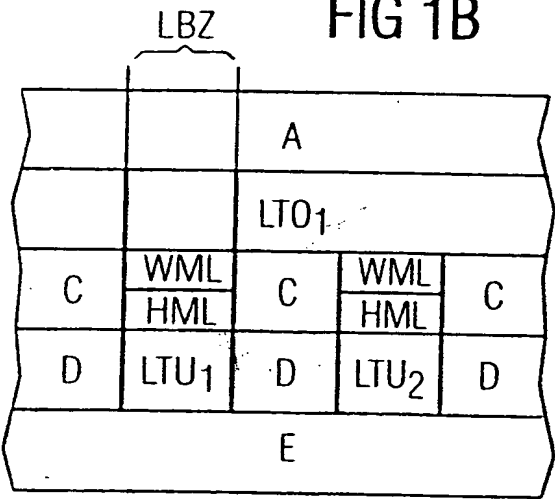 LBZ
FIG 1B
A
LTO1
C WML C WML C
HML HML
D LTU1 D LTU2 D
E